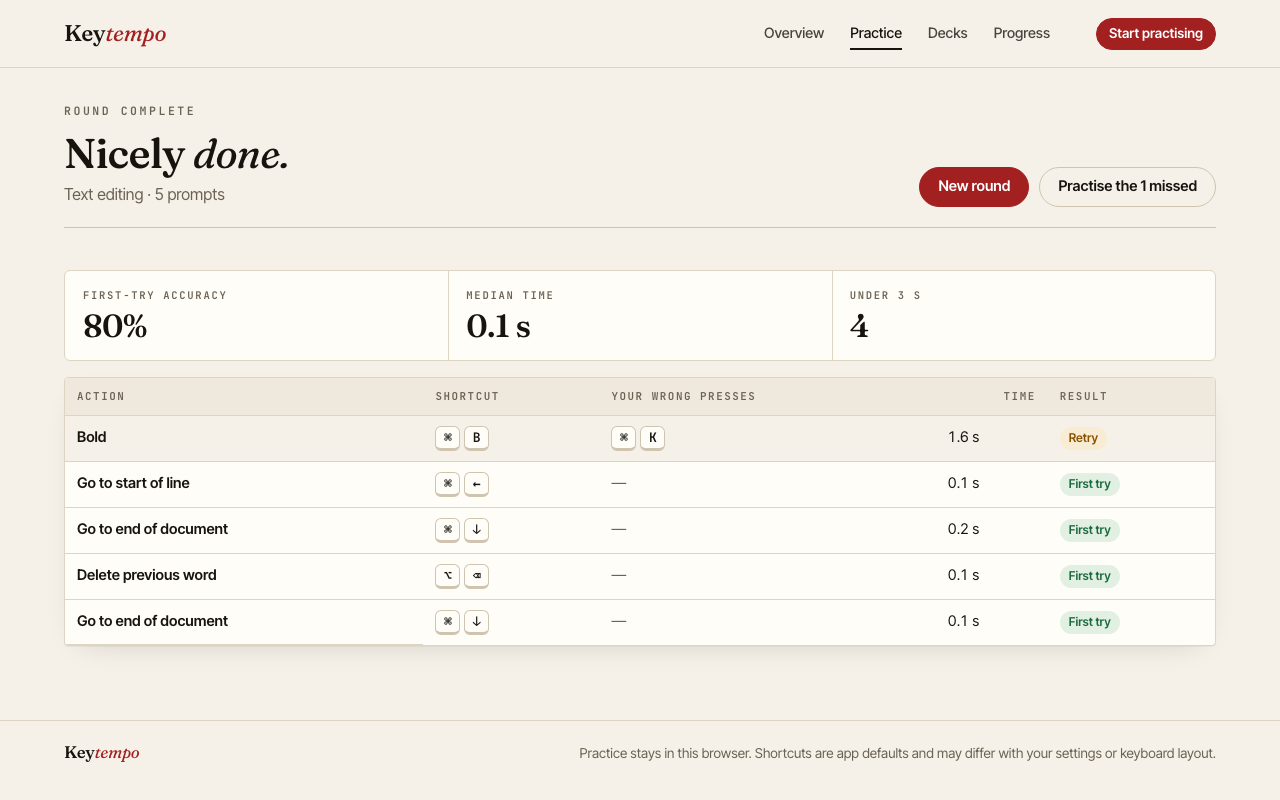 Keytempo
Overview Practice Decks Progress Start practising
ROUND COMPLETE
Nicely done.
Text editing · 5 prompts
New round Practise the 1 missed
FIRST-TRY ACCURACY MEDIAN TIME UNDER 3 S
80% 0.1 s 4
ACTION SHORTCUT YOUR WRONG PRESSES TIME RESULT
Bold ⌘ B ⌘ K 1.6 s Retry
Go to start of line ⌘ ← — 0.1 s First try
Go to end of document ⌘ ↓ — 0.2 s First try
Delete previous word ⌥ ⌫ — 0.1 s First try
Go to end of document ⌘ ↓ — 0.1 s First try
Keytempo
Practice stays in this browser. Shortcuts are app defaults and may differ with your settings or keyboard layout.